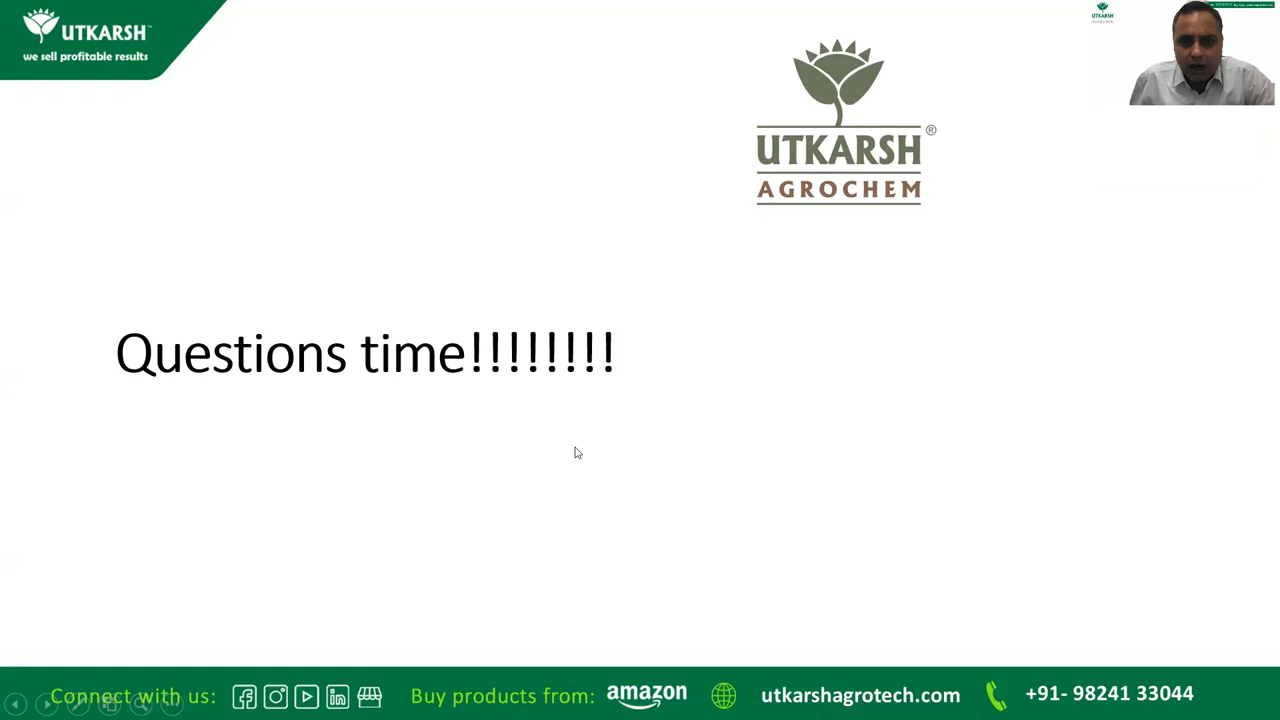 UTKARSH™
we sell profitable results
UTKARSH
UTKARSH ®
AGROCHEM
Questions time!!!!!!!!
Connect with us:
Buy products from: amazon
utkarshagrotech.com
+91- 98241 33044